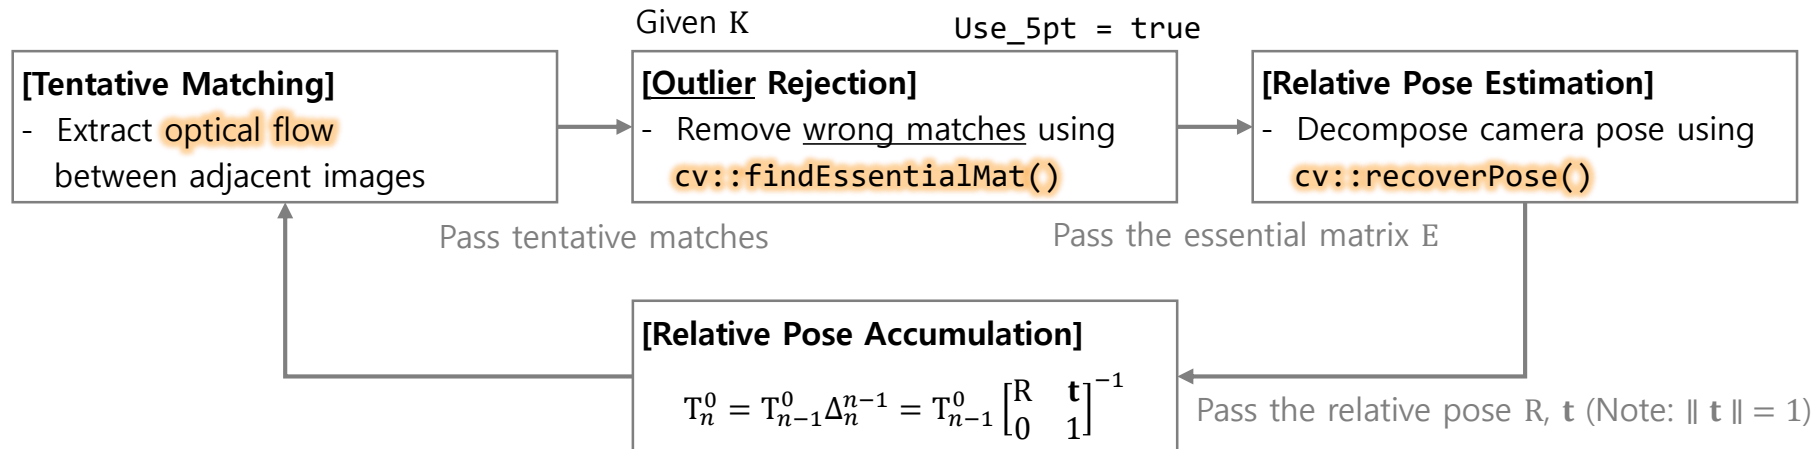 Given K
Use_5pt = true
[Tentative Matching]
- Extract optical flow
between adjacent images
[Outlier Rejection]
- Remove wrong matches using
cv::findEssentialMat()
[Relative Pose Estimation]
- Decompose camera pose using
cv::recoverPose()
Pass tentative matches
Pass the essential matrix E
[Relative Pose Accumulation]
T_n^0 = T_{n-1}^0 Δ_n^{n-1} = T_{n-1}^0 [R t; 0 1]^{-1}
Pass the relative pose R, t (Note: ‖ t ‖ = 1)